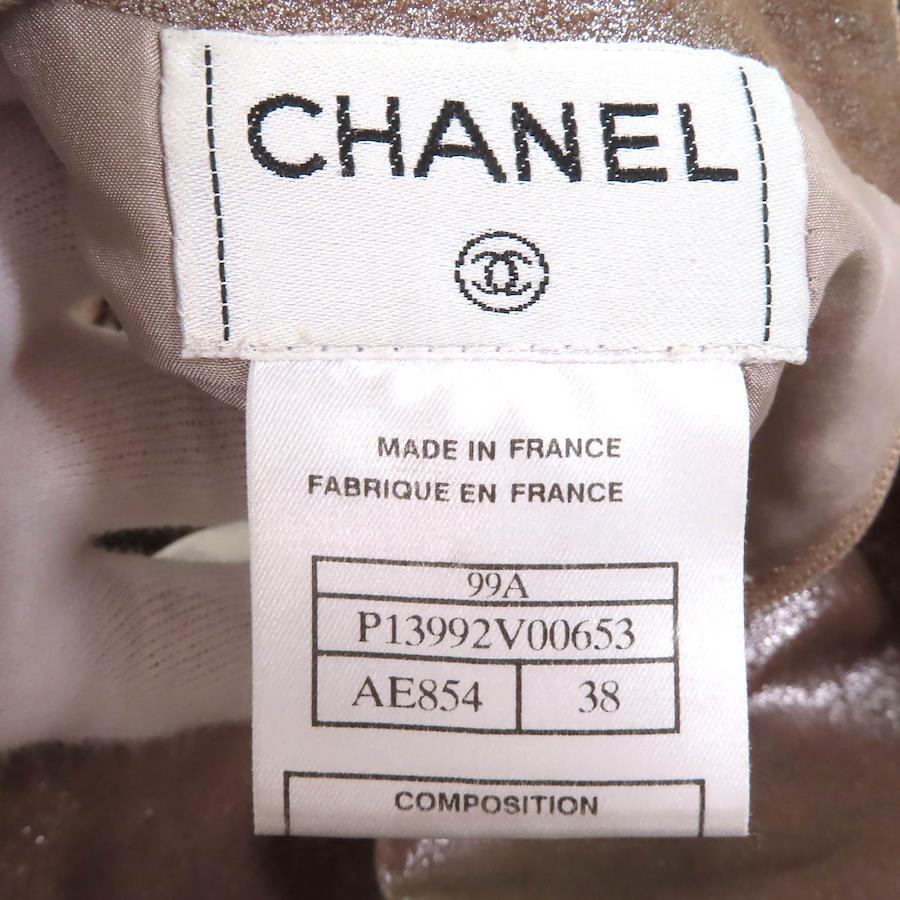 CHANEL
MADE IN FRANCE
FABRIQUE EN FRANCE
99A
P13992V00653
AE854 38
COMPOSITION